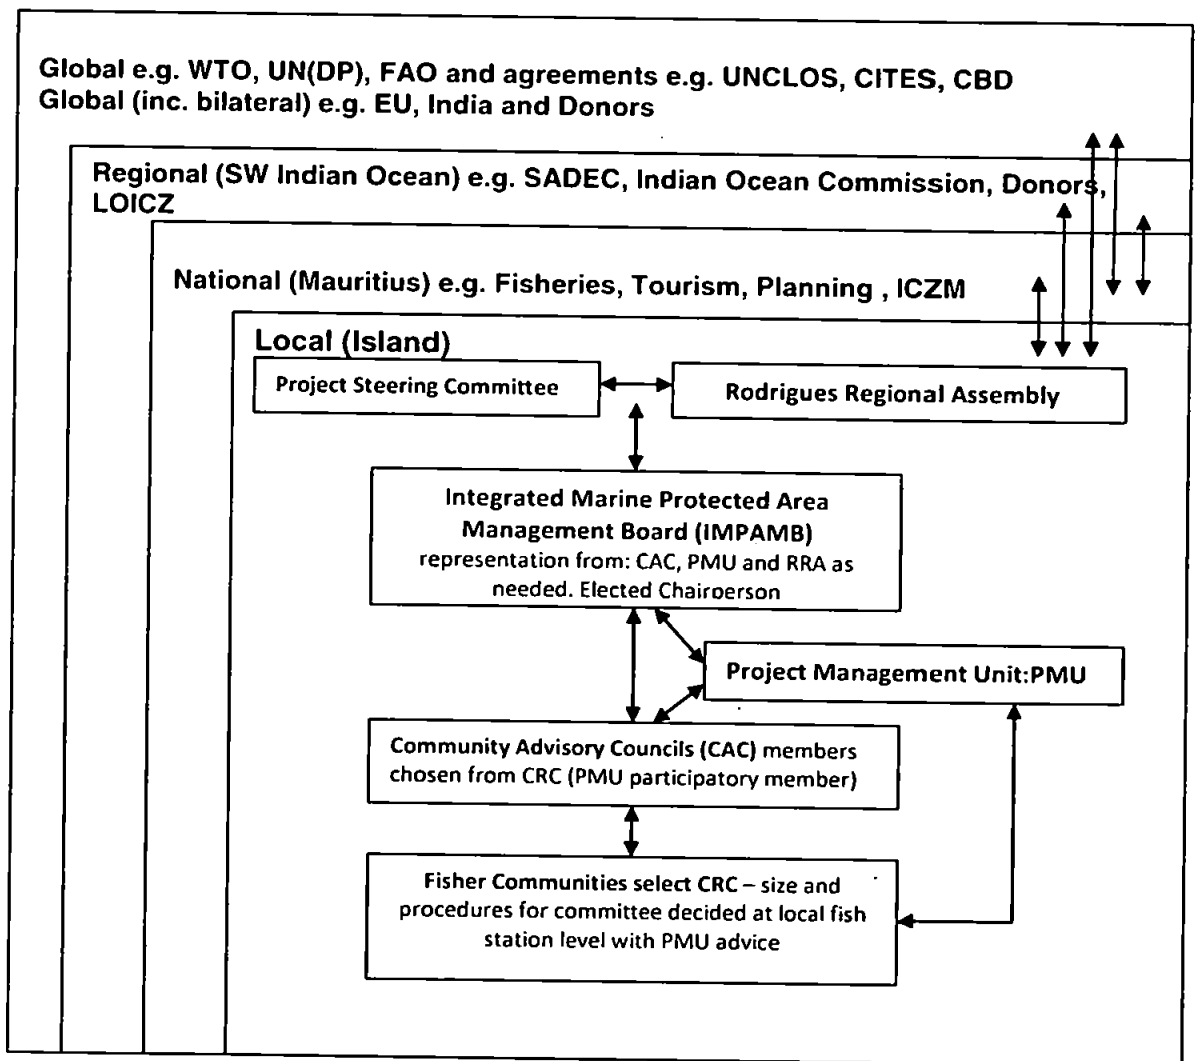 Global e.g. WTO, UN(DP), FAO and agreements e.g. UNCLOS, CITES, CBD
Global (inc. bilateral) e.g. EU, India and Donors
Regional (SW Indian Ocean) e.g. SADEC, Indian Ocean Commission, Donors,
LOICZ
National (Mauritius) e.g. Fisheries, Tourism, Planning , ICZM
Local (Island)
Project Steering Committee
Rodrigues Regional Assembly
Integrated Marine Protected Area
Management Board (IMPAMB)
representation from: CAC, PMU and RRA as
needed. Elected Chairperson
Project Management Unit:PMU
Community Advisory Councils (CAC) members
chosen from CRC (PMU participatory member)
Fisher Communities select CRC – size and
procedures for committee decided at local fish
station level with PMU advice